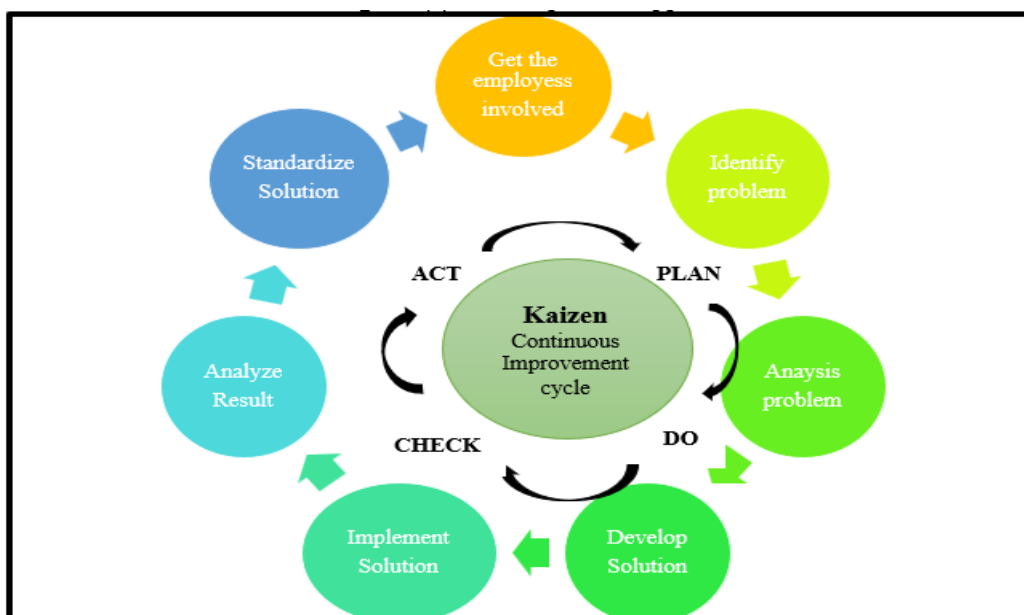 Get the
employess
involved
Identify
problem
Anaysis
problem
Develop
Solution
Implement
Solution
Analyze
Result
Standardize
Solution
ACT
PLAN
DO
CHECK
Kaizen
Continuous
Improvement
cycle